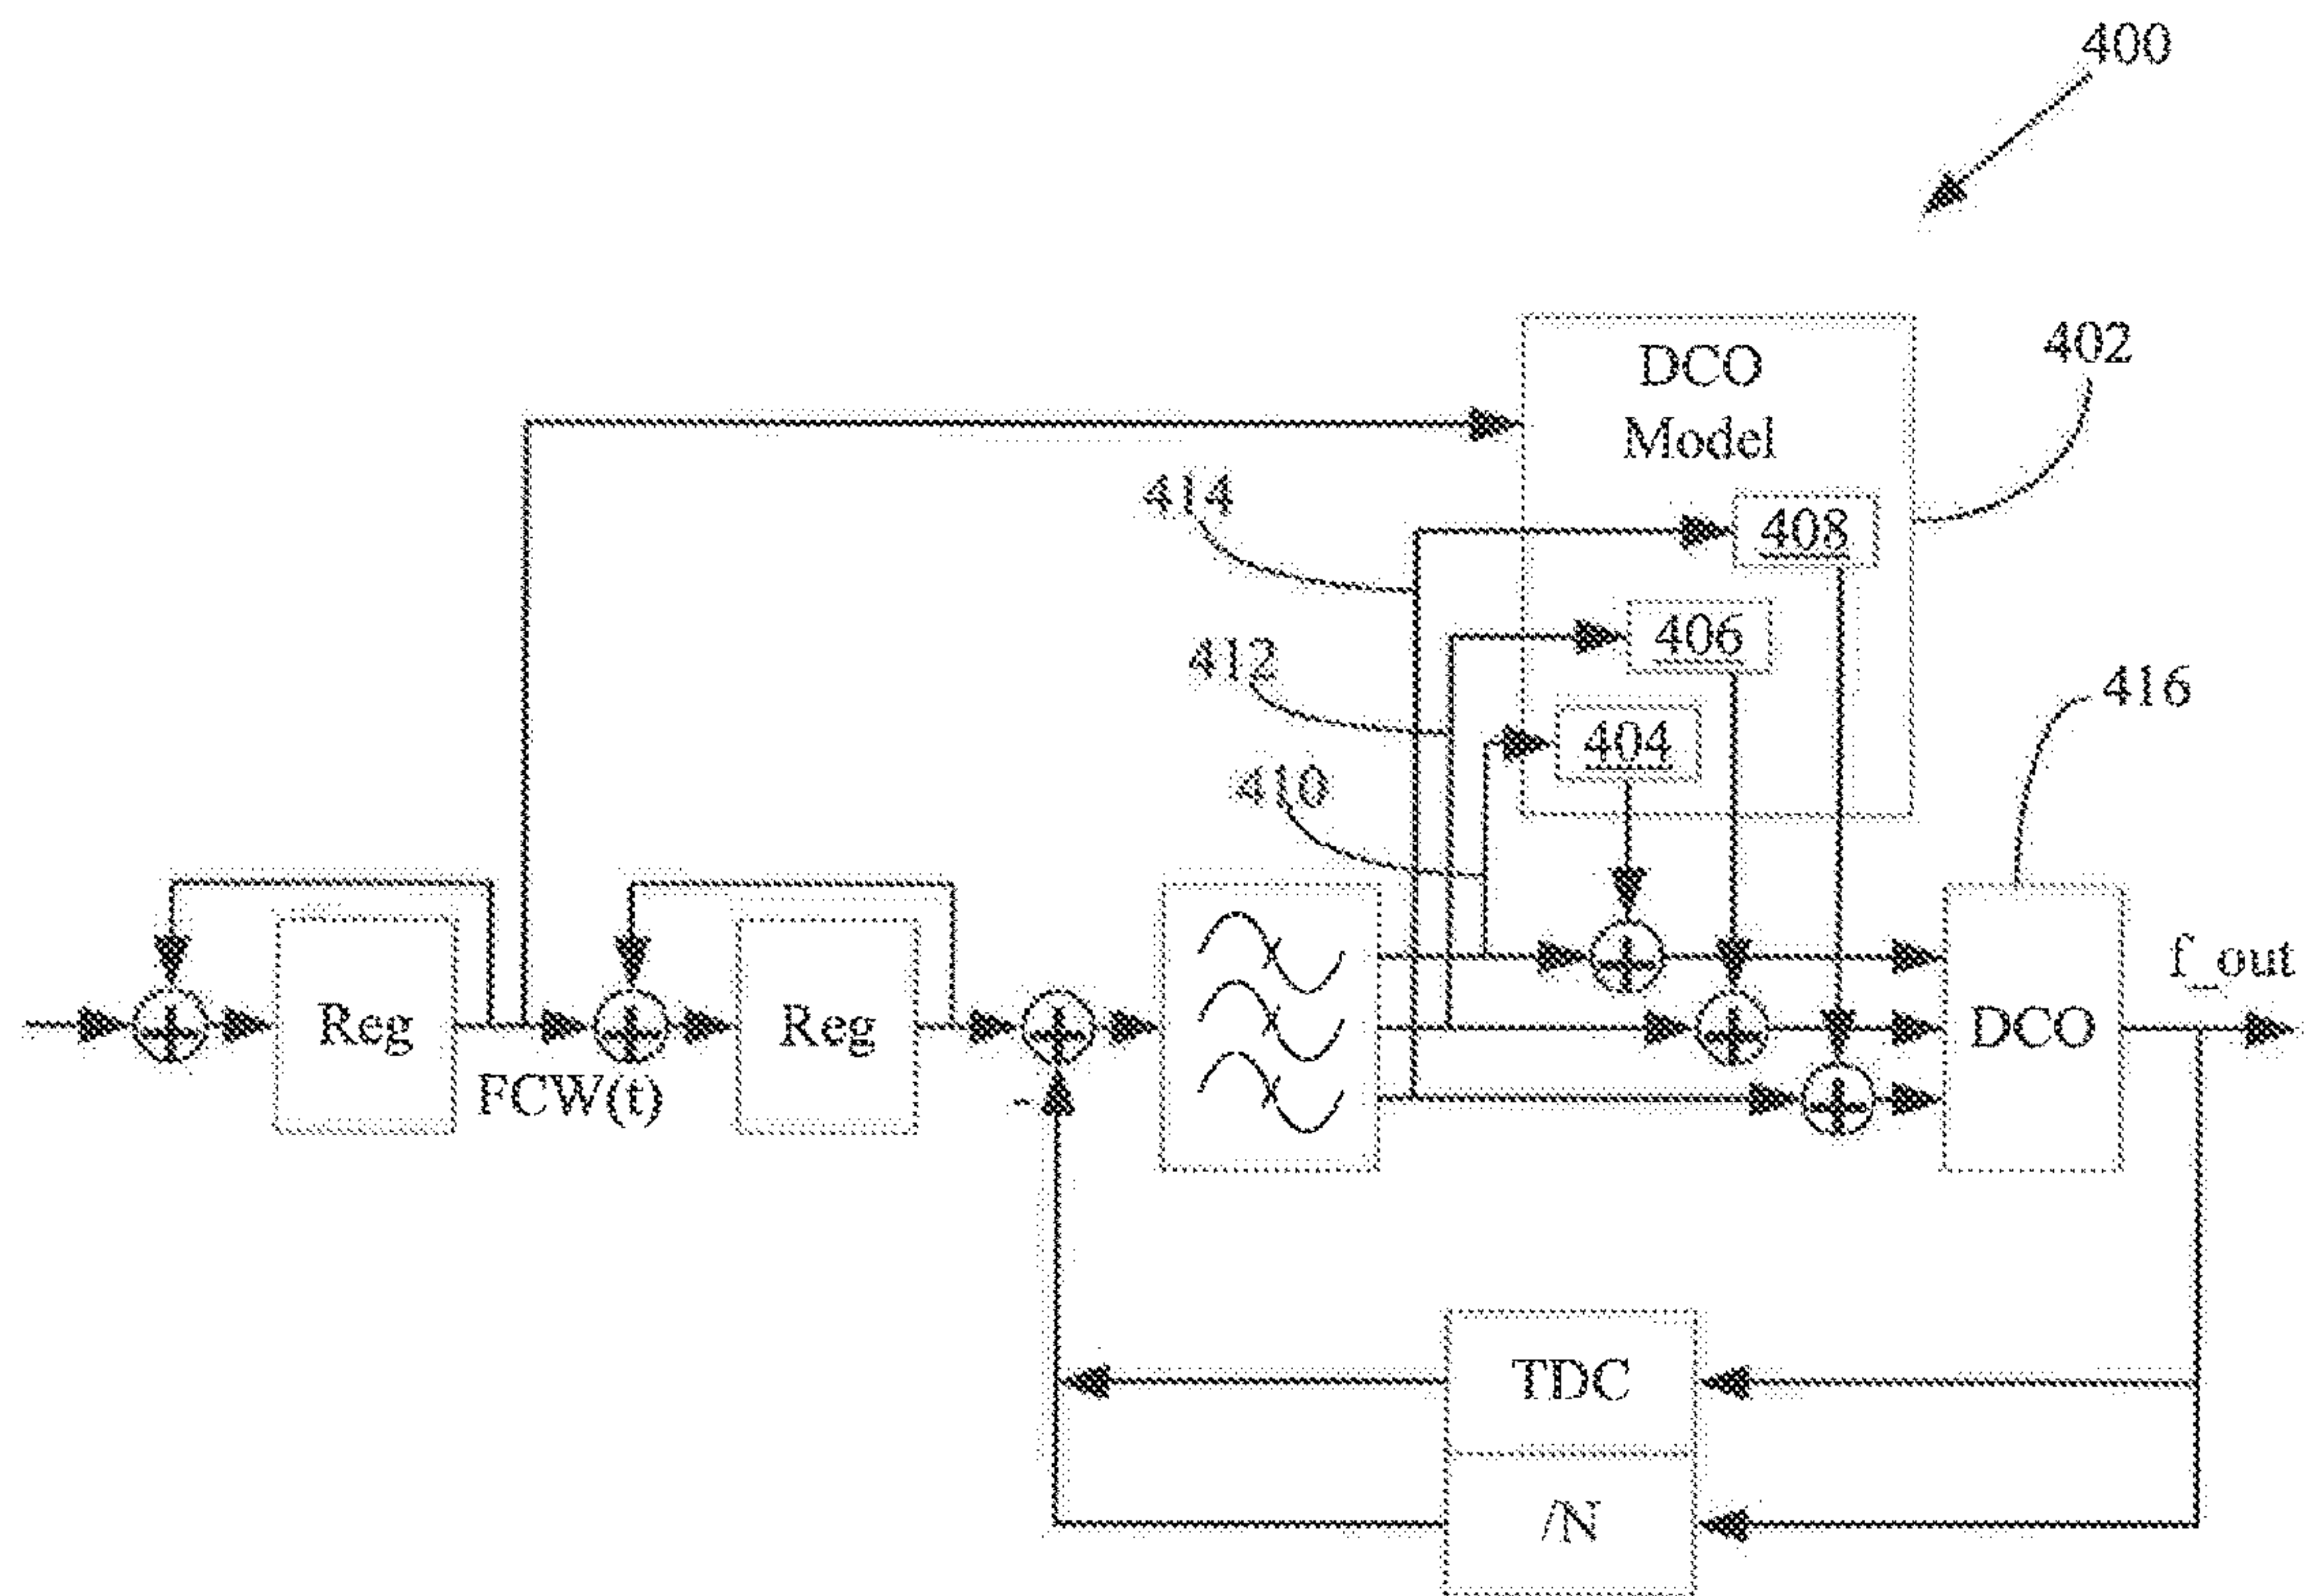 400
DCO
Model
402
414
408
412
406
416
404
410
f_out
Reg
Reg
DCO
FCW(t)
-
TDC
/N